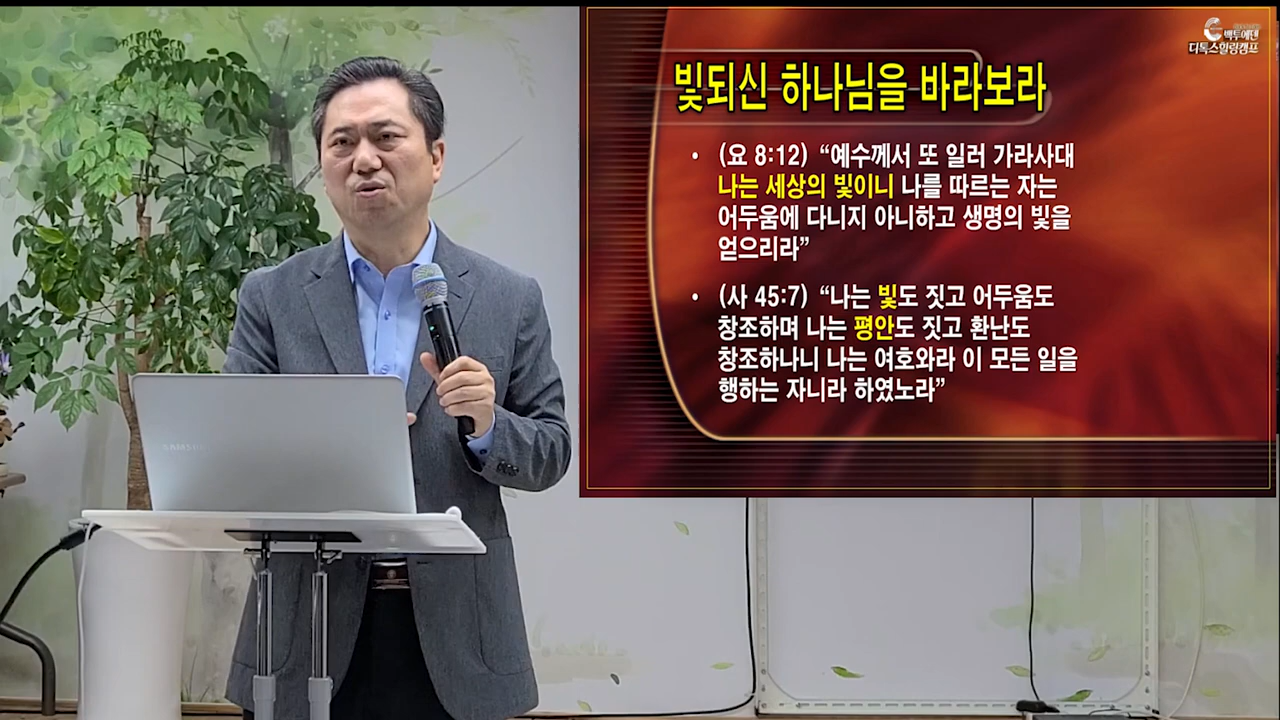 백투에덴
디톡스힐링캠프
빛되신 하나님을 바라보라
• (요 8:12) “예수께서 또 일러 가라사대
나는 세상의 빛이니 나를 따르는 자는
어두움에 다니지 아니하고 생명의 빛을
얻으리라”
• (사 45:7) “나는 빛도 짓고 어두움도
창조하며 나는 평안도 짓고 환난도
창조하나니 나는 여호와라 이 모든 일을
행하는 자니라 하였노라”